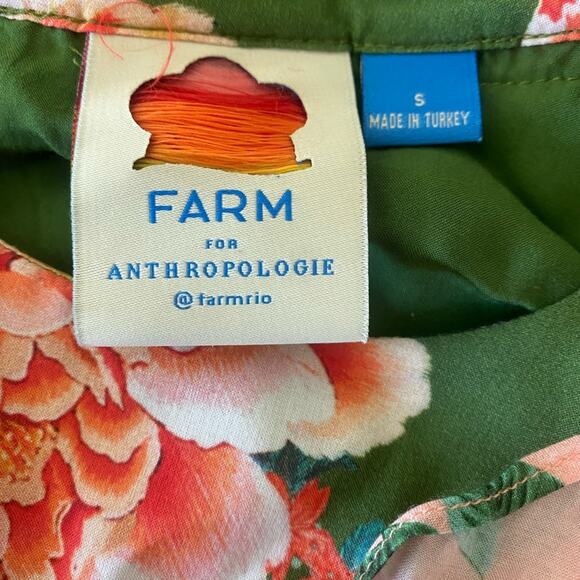 FARM
FOR
ANTHROPOLOGIE
@farmrio
S
MADE IN TURKEY